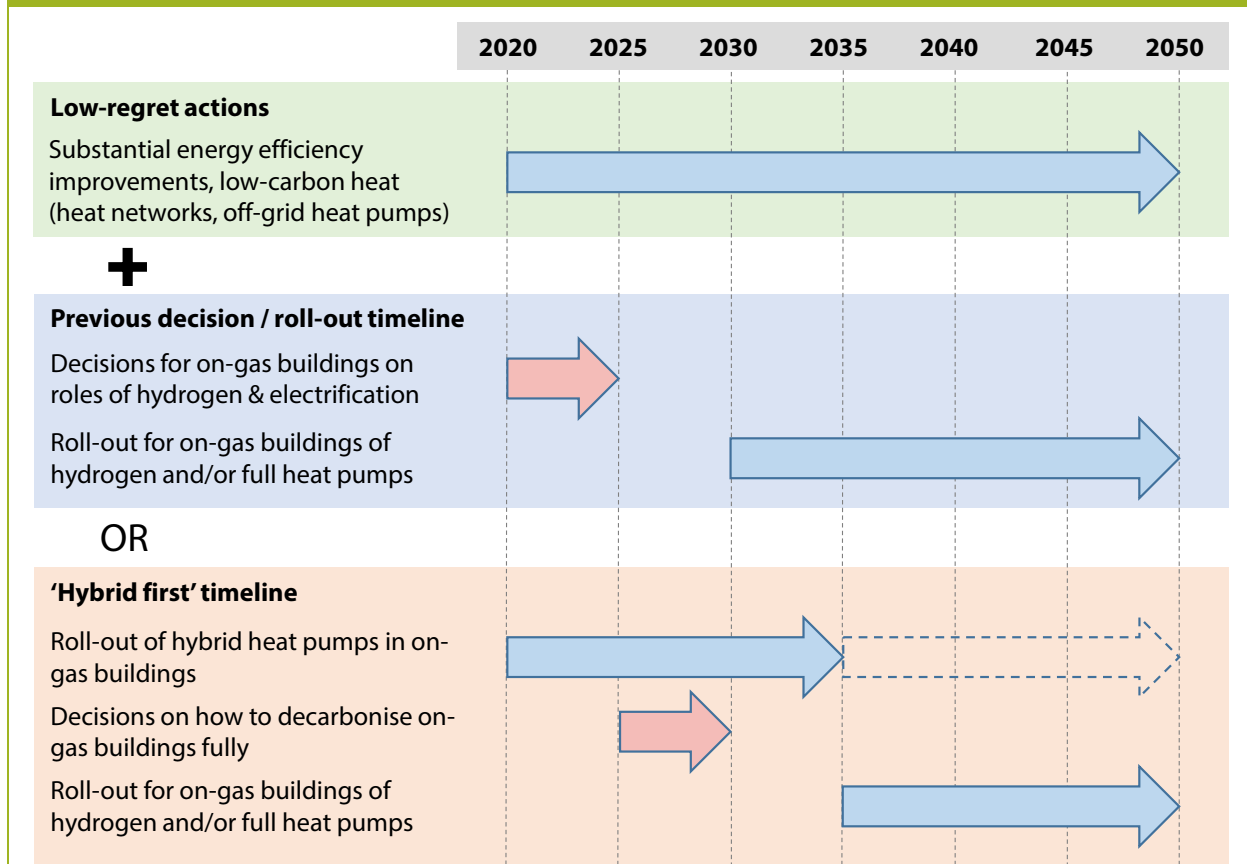 2020 2025 2030 2035 2040 2045 2050
Low-regret actions
Substantial energy efficiency
improvements, low-carbon heat
(heat networks, off-grid heat pumps)
+
Previous decision / roll-out timeline
Decisions for on-gas buildings on
roles of hydrogen & electrification
Roll-out for on-gas buildings of
hydrogen and/or full heat pumps
OR
‘Hybrid first’ timeline
Roll-out of hybrid heat pumps in on-
gas buildings
Decisions on how to decarbonise on-
gas buildings fully
Roll-out for on-gas buildings of
hydrogen and/or full heat pumps